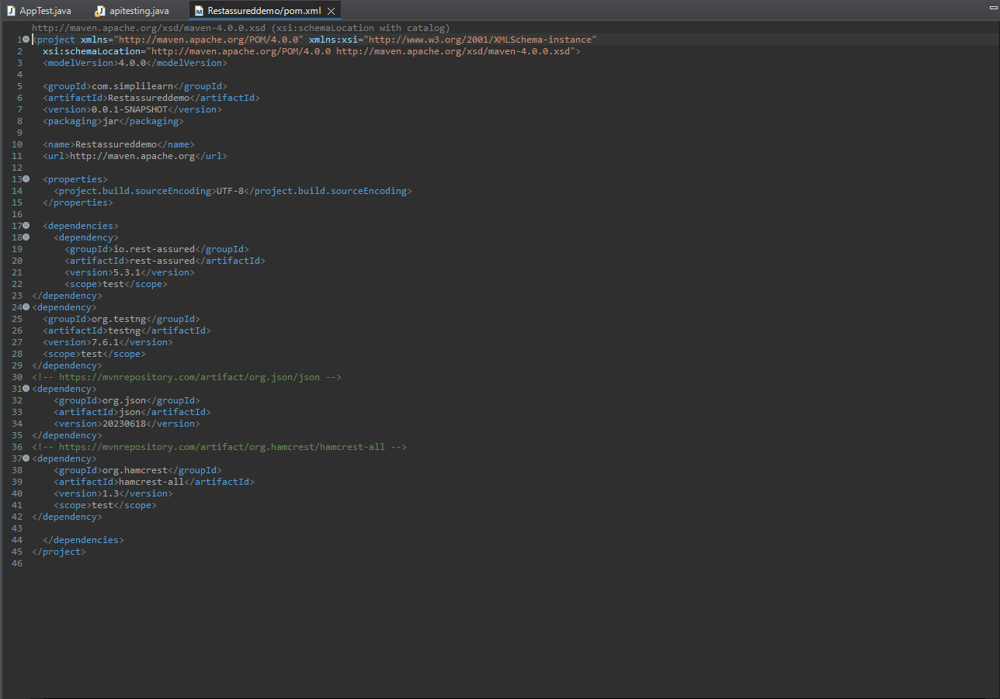 AppTest.java apitesting.java Restassureddemo/pom.xml
http://maven.apache.org/xsd/maven-4.0.0.xsd (xsi:schemaLocation with catalog)
1 <project xmlns="http://maven.apache.org/POM/4.0.0" xmlns:xsi="http://www.w3.org/2001/XMLSchema-instance"
2   xsi:schemaLocation="http://maven.apache.org/POM/4.0.0 http://maven.apache.org/xsd/maven-4.0.0.xsd">
3   <modelVersion>4.0.0</modelVersion>
4
5   <groupId>com.simplilearn</groupId>
6   <artifactId>Restassureddemo</artifactId>
7   <version>0.0.1-SNAPSHOT</version>
8   <packaging>jar</packaging>
9
10   <name>Restassureddemo</name>
11   <url>http://maven.apache.org</url>
12
13   <properties>
14     <project.build.sourceEncoding>UTF-8</project.build.sourceEncoding>
15   </properties>
16
17   <dependencies>
18     <dependency>
19       <groupId>io.rest-assured</groupId>
20       <artifactId>rest-assured</artifactId>
21       <version>5.3.1</version>
22       <scope>test</scope>
23 </dependency>
24 <dependency>
25   <groupId>org.testng</groupId>
26   <artifactId>testng</artifactId>
27   <version>7.6.1</version>
28   <scope>test</scope>
29 </dependency>
30 <!-- https://mvnrepository.com/artifact/org.json/json -->
31 <dependency>
32     <groupId>org.json</groupId>
33     <artifactId>json</artifactId>
34     <version>20230618</version>
35 </dependency>
36 <!-- https://mvnrepository.com/artifact/org.hamcrest/hamcrest-all -->
37 <dependency>
38     <groupId>org.hamcrest</groupId>
39     <artifactId>hamcrest-all</artifactId>
40     <version>1.3</version>
41     <scope>test</scope>
42 </dependency>
43
44   </dependencies>
45 </project>
46